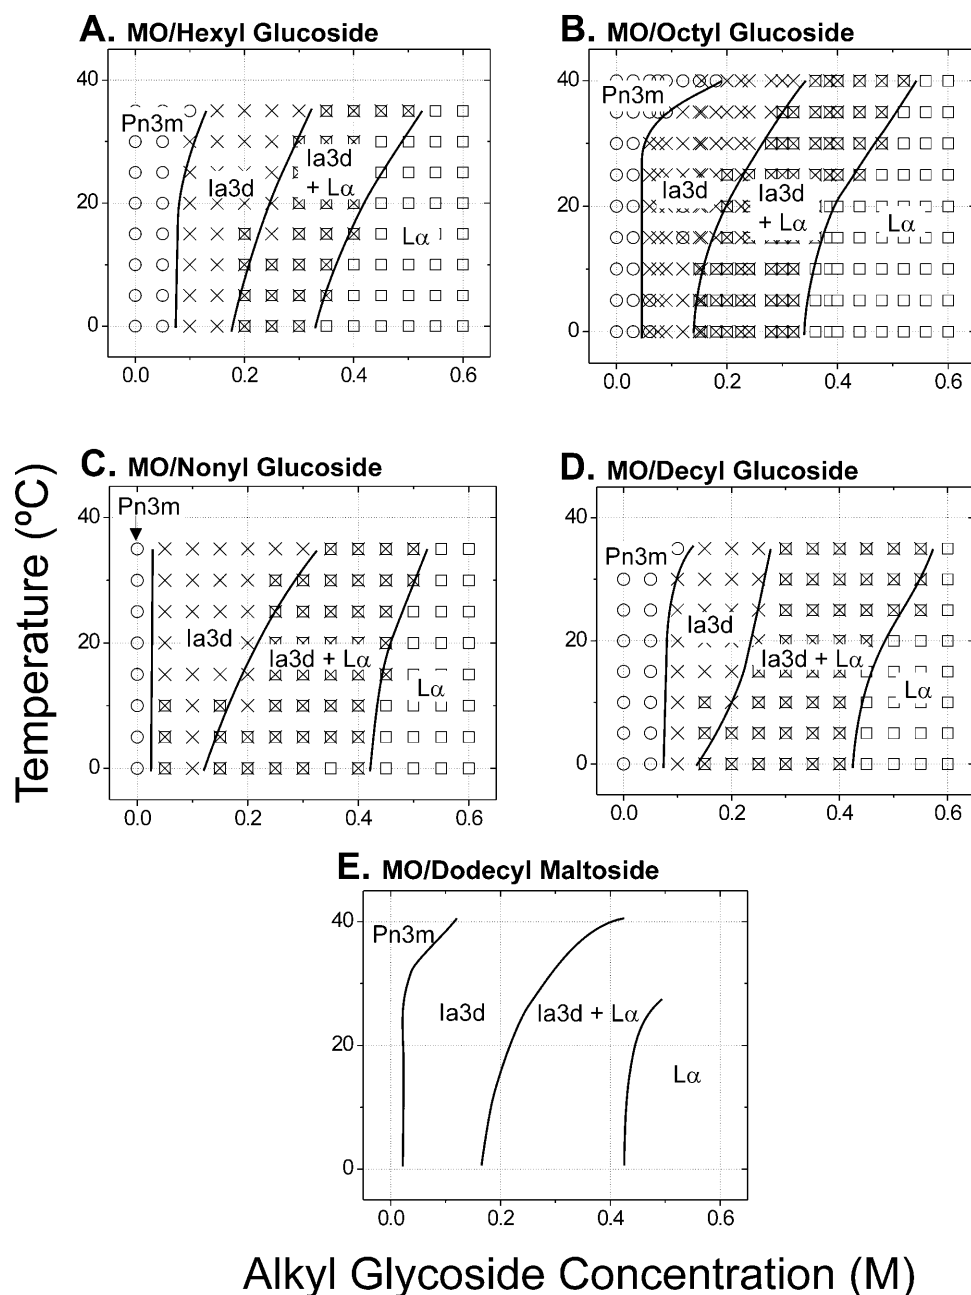 A. MO/Hexyl Glucoside
40
20
0
Pn3m
Ia3d
Ia3d
+ Lα
Lα
0.0 0.2 0.4 0.6
B. MO/Octyl Glucoside
40
20
0
Pn3m
Ia3d
Ia3d
+ Lα
Lα
0.0 0.2 0.4 0.6
C. MO/Nonyl Glucoside
Pn3m
40
20
0
Ia3d
Ia3d + Lα
Lα
0.0 0.2 0.4 0.6
D. MO/Decyl Glucoside
40
20
0
Pn3m
Ia3d
Ia3d + Lα
Lα
0.0 0.2 0.4 0.6
E. MO/Dodecyl Maltoside
40
20
0
Pn3m
Ia3d
Ia3d + Lα
Lα
0.0 0.2 0.4 0.6
Temperature (ºC)
Alkyl Glycoside Concentration (M)